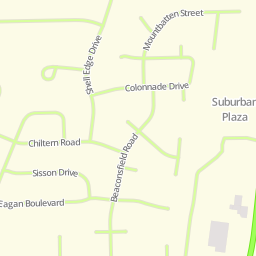 Mountbatten Street
Shell Edge Drive
Colonnade Drive
Suburban
Plaza
Chiltern Road
Beaconsfield Road
Sisson Drive
Eagan Boulevard